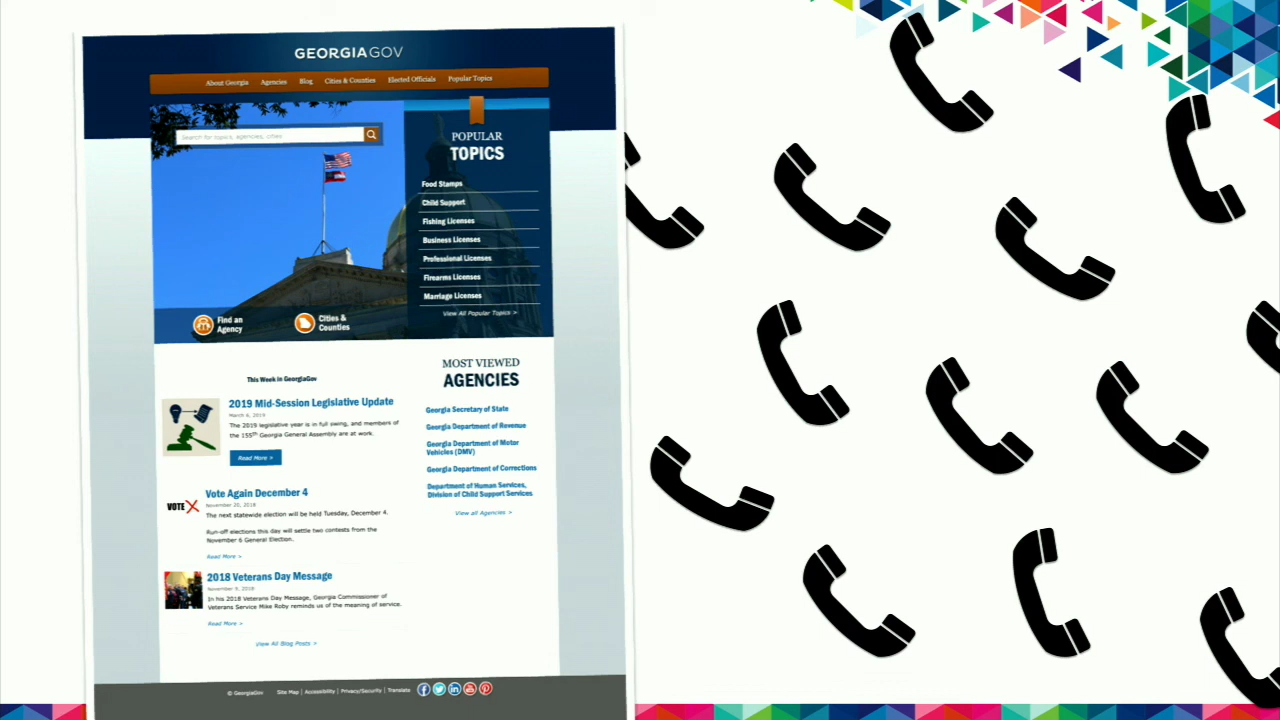 GEORGIAGOV
About Georgia Agencies Blog Cities & Counties Elected Officials Popular Topics
Search for topics, agencies, cities
POPULAR
TOPICS
Food Stamps
Child Support
Fishing Licenses
Business Licenses
Professional Licenses
Firearms Licenses
Marriage Licenses
View All Popular Topics >
Find an
Agency
Cities &
Counties
This Week in GeorgiaGov
2019 Mid-Session Legislative Update
March 6, 2019
The 2019 legislative year is in full swing, and members of
the 155th Georgia General Assembly are at work.
Read More >
VOTE X
Vote Again December 4
November 20, 2018
The next statewide election will be held Tuesday, December 4.
Run-off elections this day will settle two contests from the
November 6 General Election.
Read More >
2018 Veterans Day Message
November 9, 2018
In his 2018 Veterans Day Message, Georgia Commissioner of
Veterans Service Mike Roby reminds us of the meaning of service.
Read More >
View All Blog Posts >
MOST VIEWED
AGENCIES
Georgia Secretary of State
Georgia Department of Revenue
Georgia Department of Motor
Vehicles (DMV)
Georgia Department of Corrections
Department of Human Services,
Division of Child Support Services
View all Agencies >
© GeorgiaGov Site Map | Accessibility | Privacy/Security | Translate